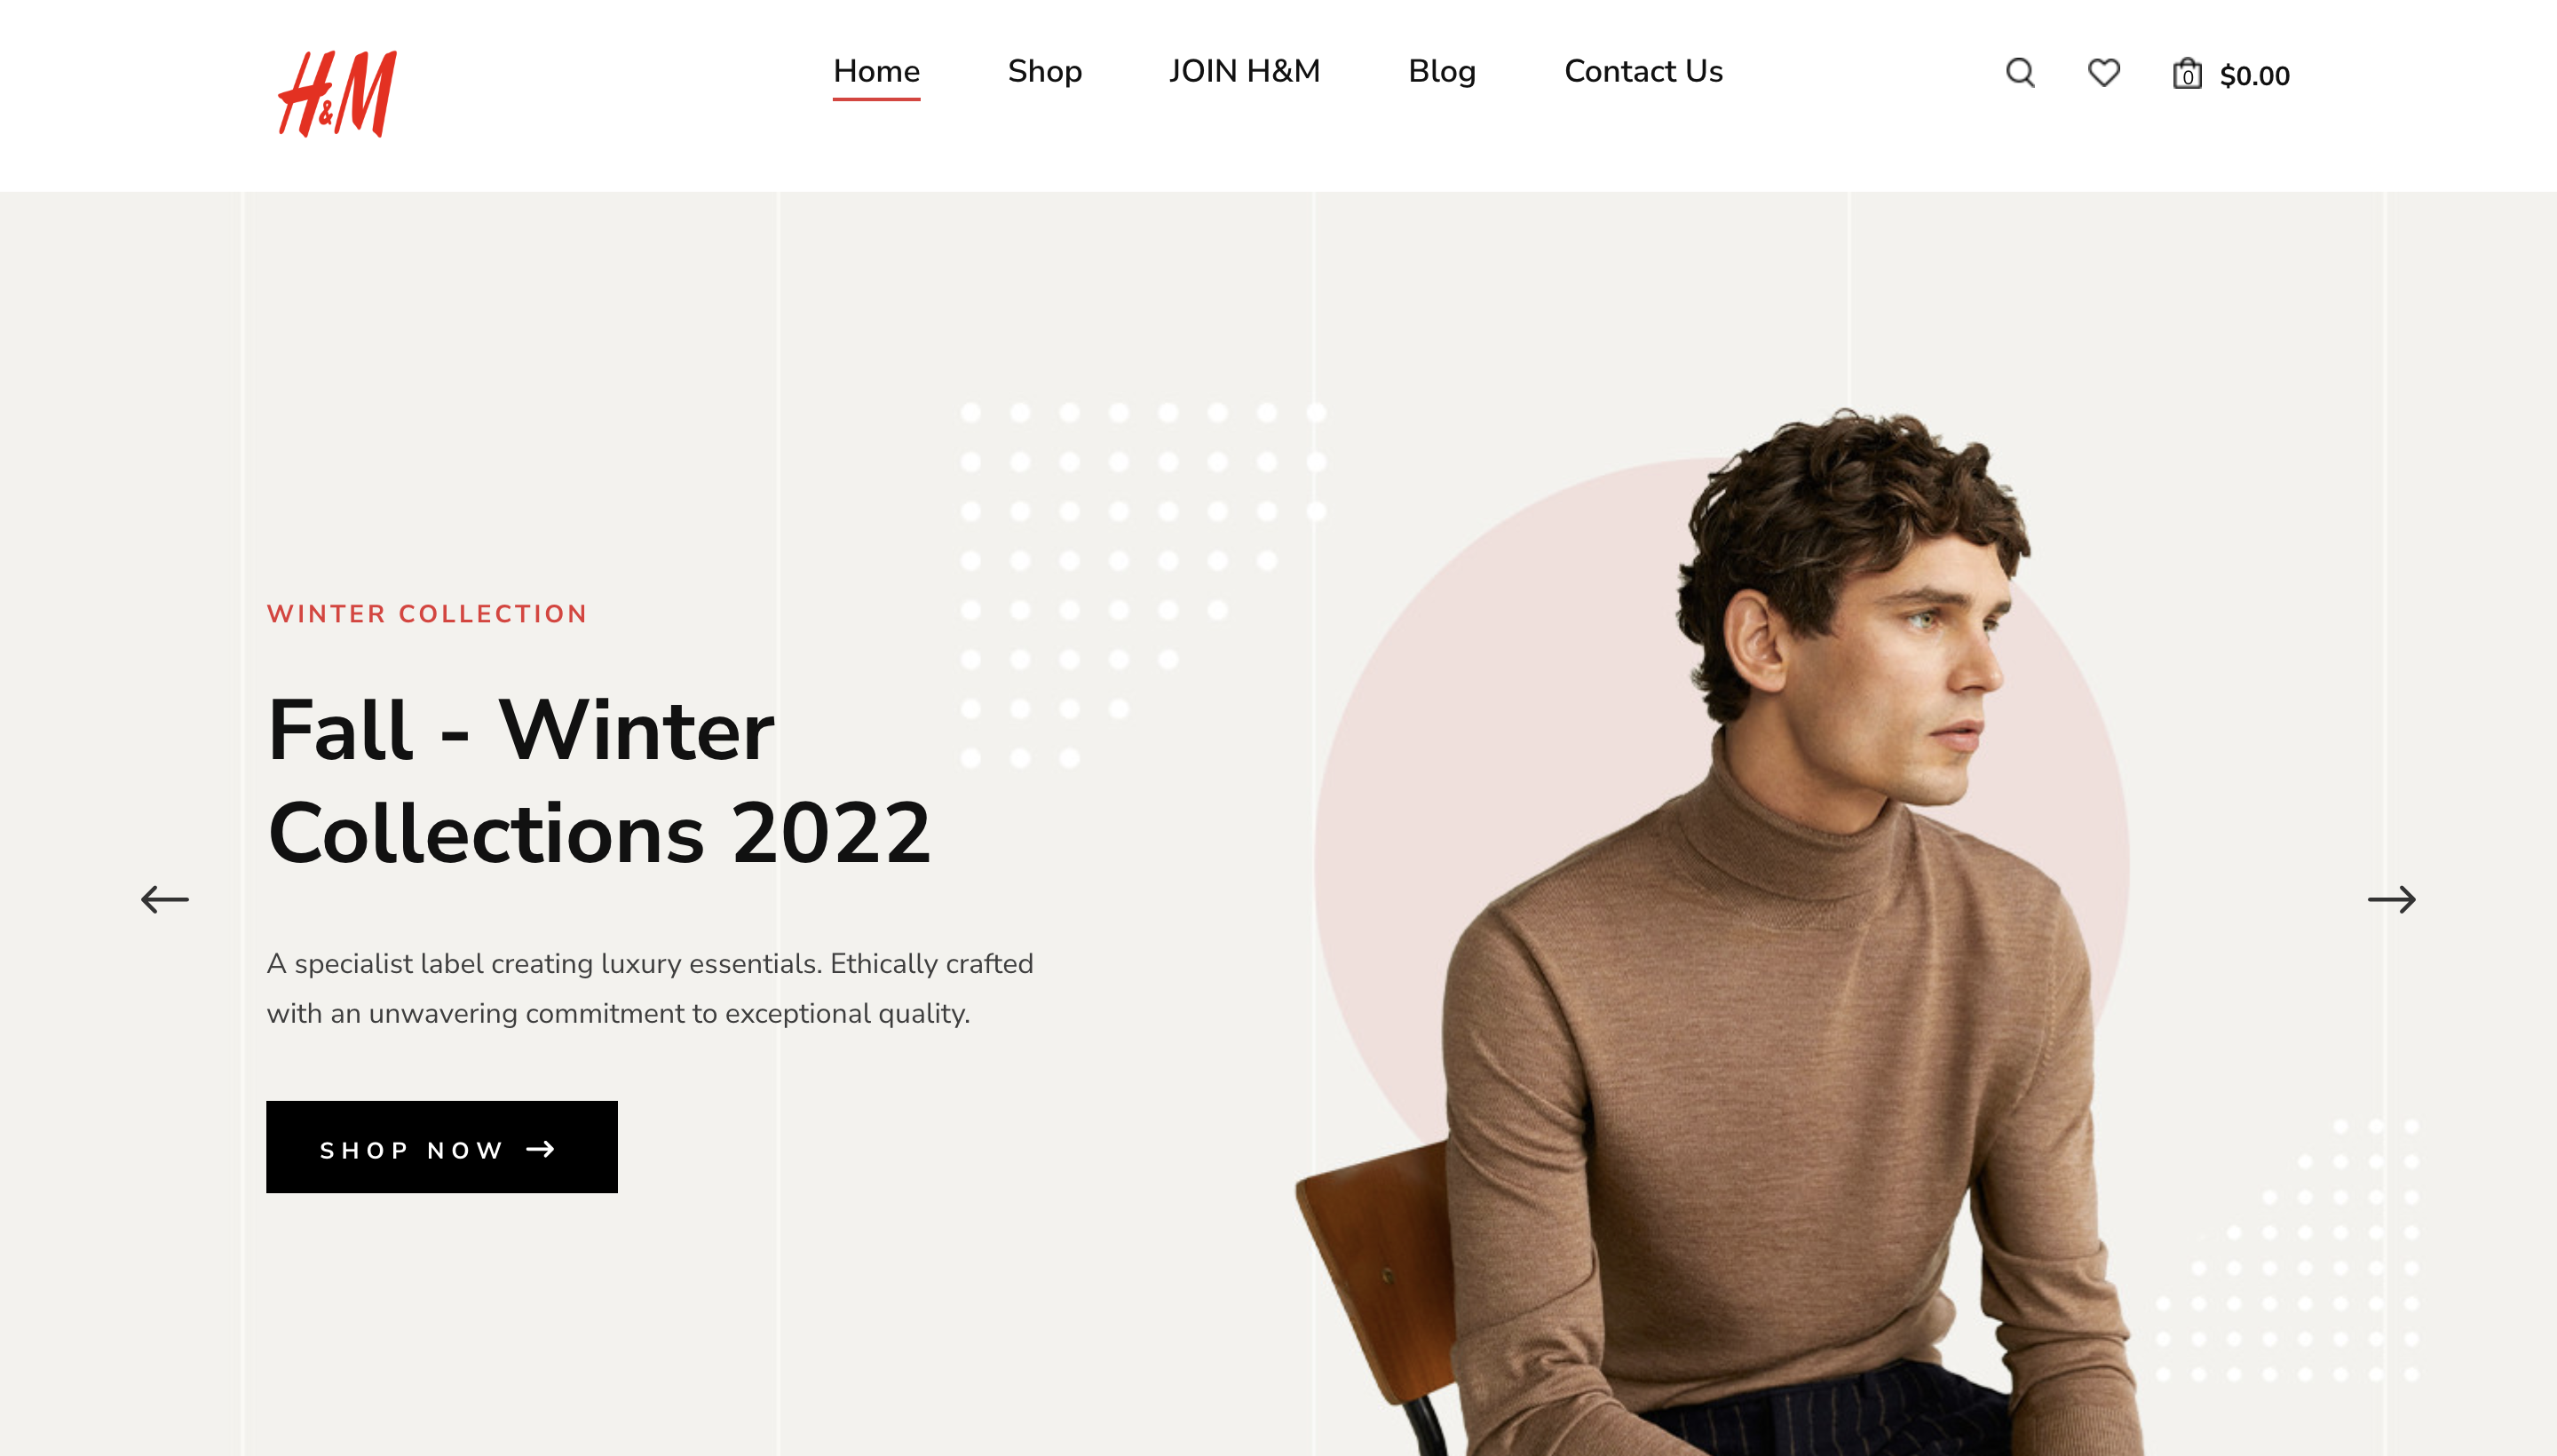 H&M
Home Shop JOIN H&M Blog Contact Us 0 $0.00
WINTER COLLECTION
Fall - Winter
Collections 2022
A specialist label creating luxury essentials. Ethically crafted
with an unwavering commitment to exceptional quality.
SHOP NOW →